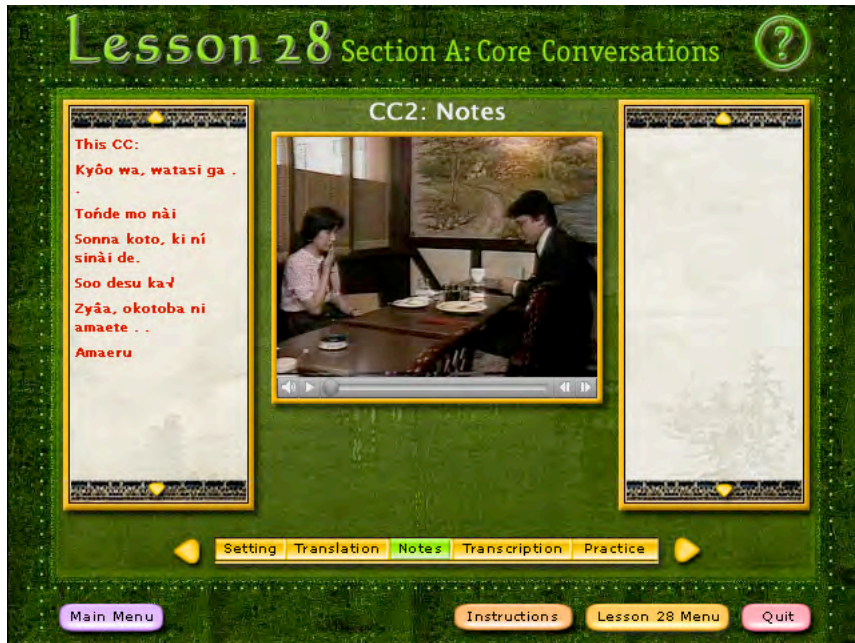 Lesson 28 Section A: Core Conversations
?
CC2: Notes
This CC:
Kyôo wa, watasi ga .
.
Tońde mo nài
Sonna koto, ki ní
sinài de.
Soo desu ka√
Zyâa, okotoba ni
amaete . .
Amaeru
Setting Translation Notes Transcription Practice
Main Menu
Instructions
Lesson 28 Menu
Quit